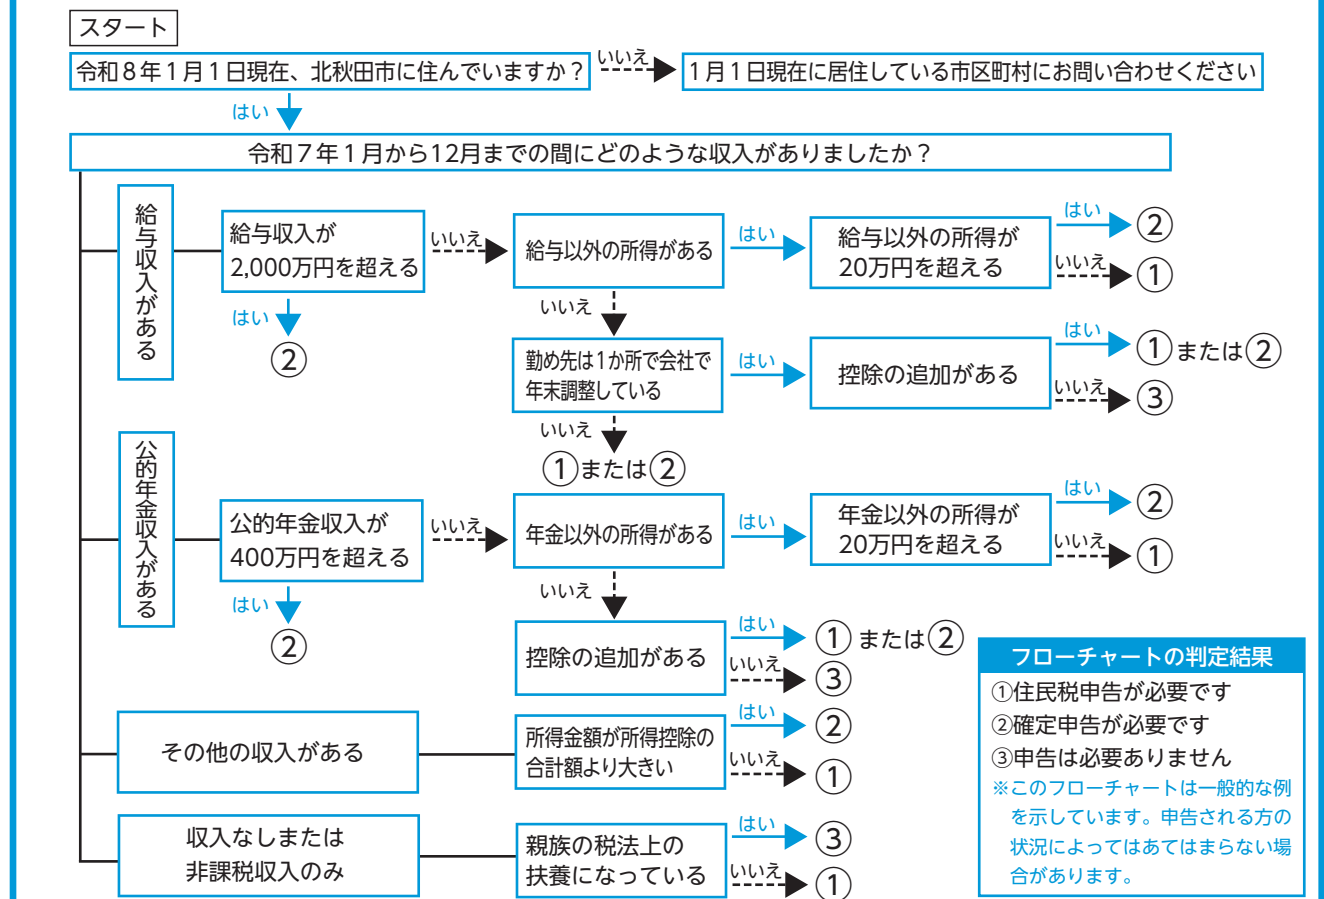 スタート
令和８年１月１日現在、北秋田市に住んでいますか？
いいえ
１月１日現在に居住している市区町村にお問い合わせください
はい
令和７年１月から12月までの間にどのような収入がありましたか？
給与収入がある
給与収入が
2,000万円を超える
はい
②
いいえ
給与以外の所得がある
はい
給与以外の所得が
20万円を超える
はい
②
いいえ
①
いいえ
勤め先は１か所で会社で
年末調整している
はい
控除の追加がある
はい
①または②
いいえ
③
いいえ
①または②
公的年金収入がある
公的年金収入が
400万円を超える
はい
②
いいえ
年金以外の所得がある
はい
年金以外の所得が
20万円を超える
はい
②
いいえ
①
いいえ
控除の追加がある
はい
①または②
いいえ
③
その他の収入がある
所得金額が所得控除の
合計額より大きい
はい
②
いいえ
①
収入なしまたは
非課税収入のみ
親族の税法上の
扶養になっている
はい
③
いいえ
①
フローチャートの判定結果
①住民税申告が必要です
②確定申告が必要です
③申告は必要ありません
※このフローチャートは一般的な例
を示しています。申告される方の
状況によってはあてはまらない場
合があります。